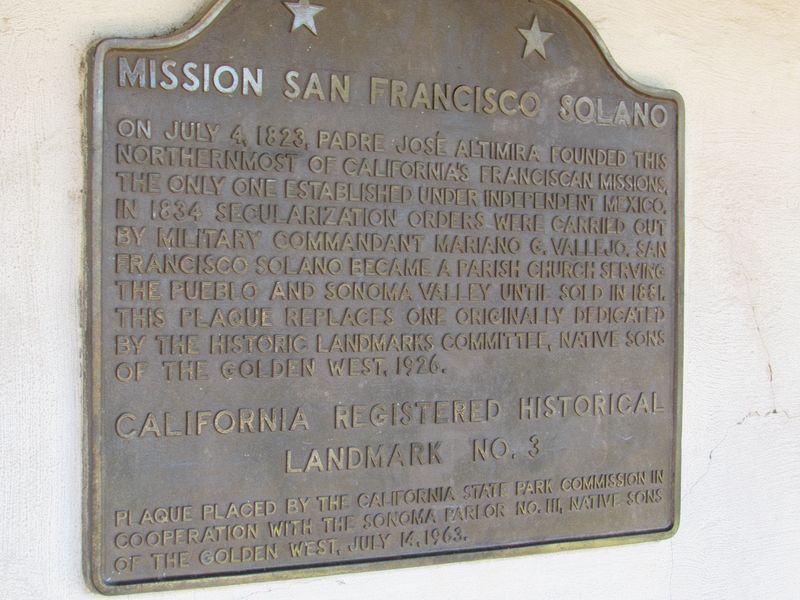 MISSION SAN FRANCISCO SOLANO
ON JULY 4, 1823, PADRE JOSÉ ALTIMIRA FOUNDED THIS
NORTHERNMOST OF CALIFORNIA'S FRANCISCAN MISSIONS,
THE ONLY ONE ESTABLISHED UNDER INDEPENDENT MEXICO.
IN 1834 SECULARIZATION ORDERS WERE CARRIED OUT
BY MILITARY COMMANDANT MARIANO G. VALLEJO. SAN
FRANCISCO SOLANO BECAME A PARISH CHURCH SERVING
THE PUEBLO AND SONOMA VALLEY UNTIL SOLD IN 1881.
THIS PLAQUE REPLACES ONE ORIGINALLY DEDICATED
BY THE HISTORIC LANDMARKS COMMITTEE, NATIVE SONS
OF THE GOLDEN WEST, 1926.
CALIFORNIA REGISTERED HISTORICAL
LANDMARK NO. 3
PLAQUE PLACED BY THE CALIFORNIA STATE PARK COMMISSION IN
COOPERATION WITH THE SONOMA PARLOR NO. 111, NATIVE SONS
OF THE GOLDEN WEST, JULY 14, 1963.